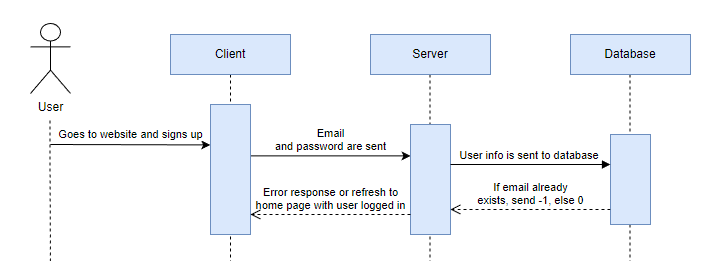 User
Client
Server
Database
Goes to website and signs up
Email
and password are sent
User info is sent to database
If email already
exists, send -1, else 0
Error response or refresh to
home page with user logged in